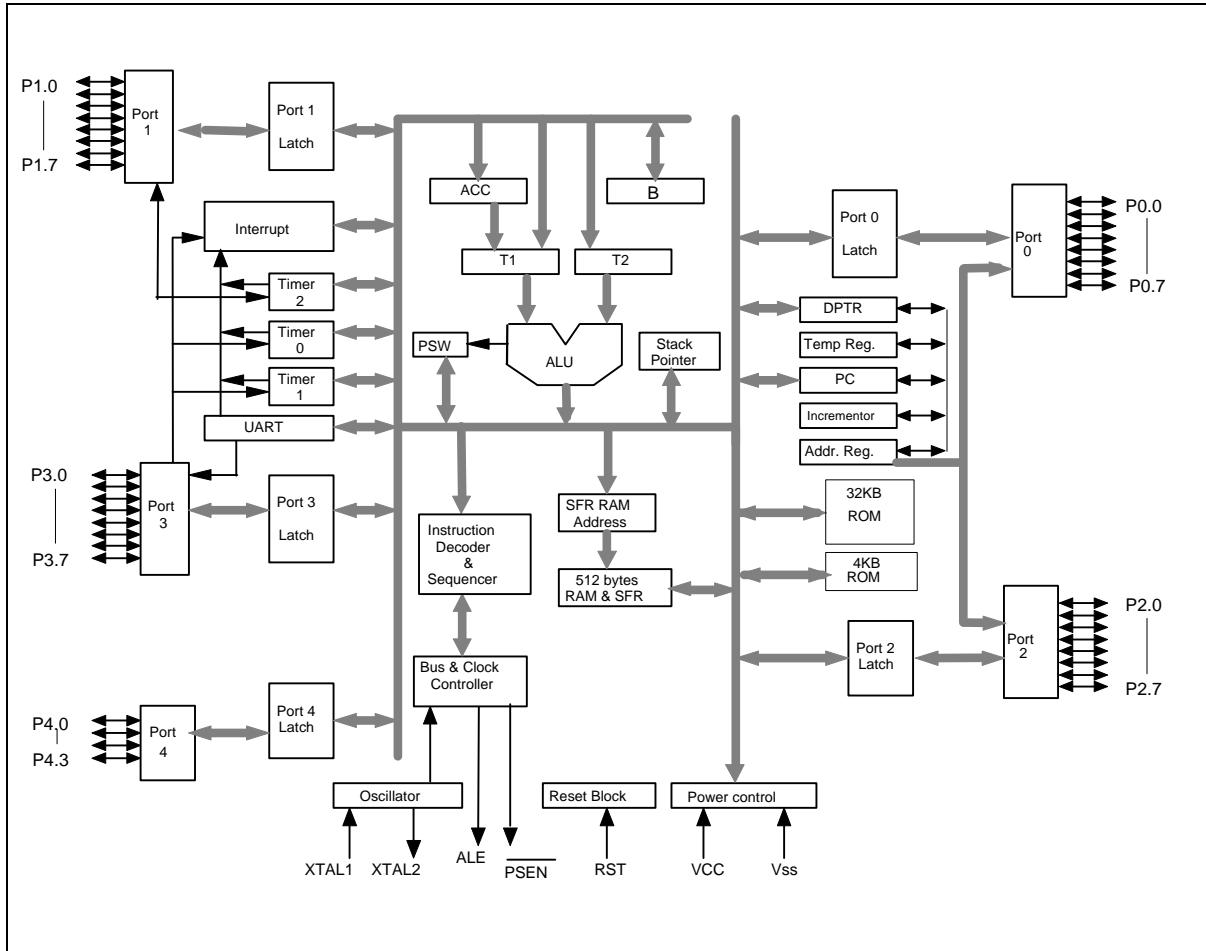 P1.0
P1.7
Port
1
Port 1
Latch
Interrupt
Timer
2
Timer
0
Timer
1
UART
P3.0
P3.7
Port
3
Port 3
Latch
P4.0
P4.3
Port
4
Port 4
Latch
ACC
B
T1
T2
PSW
ALU
Stack
Pointer
Instruction
Decoder
&
Sequencer
SFR RAM
Address
512 bytes
RAM & SFR
Bus & Clock
Controller
Port 0
Latch
Port
0
P0.0
P0.7
DPTR
Temp Reg.
PC
Incrementor
Addr. Reg.
32KB
ROM
4KB
ROM
Port 2
Latch
Port
2
P2.0
P2.7
Oscillator
Reset Block
Power control
XTAL1
XTAL2
ALE
PSEN
RST
VCC
Vss